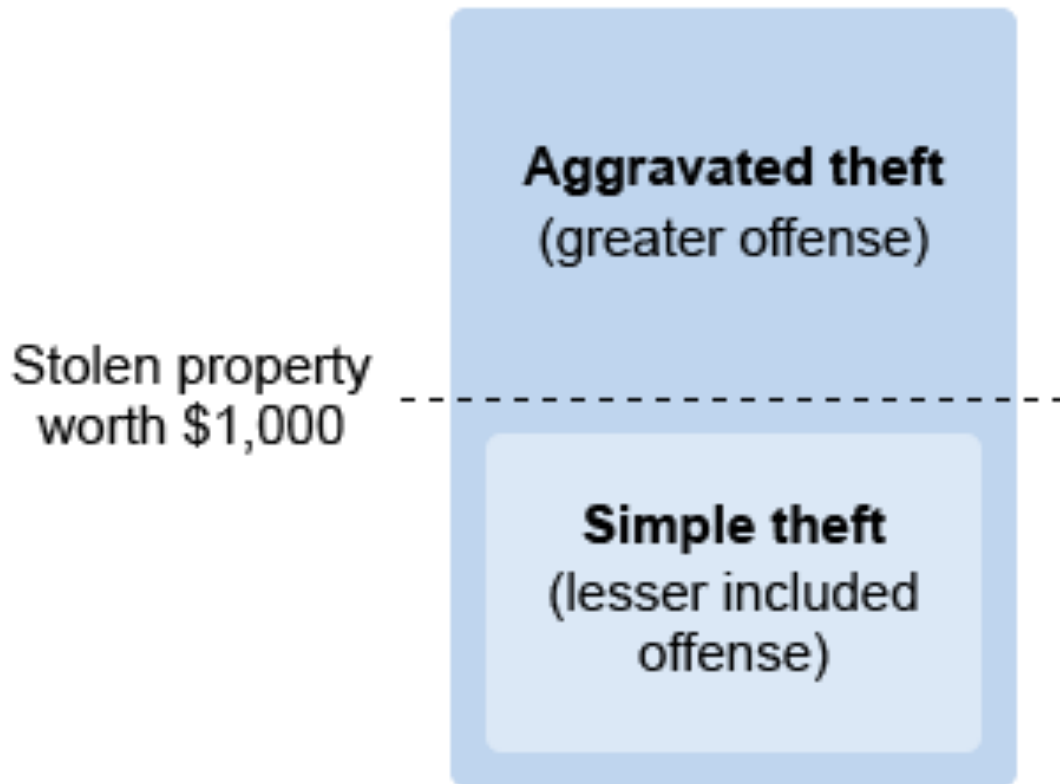 Aggravated theft
(greater offense)
Stolen property
worth $1,000
Simple theft
(lesser included
offense)